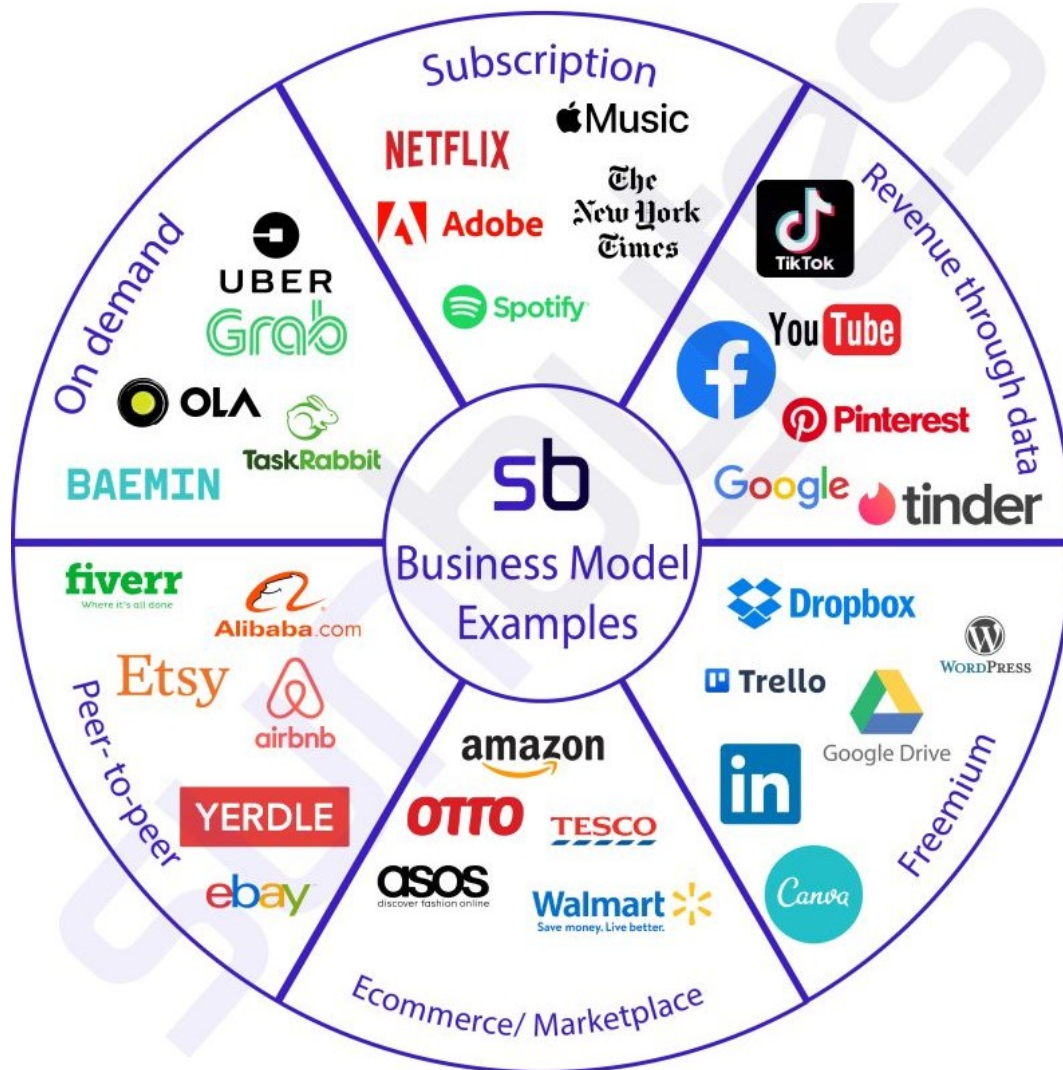 Subscription
NETFLIX
Music
Adobe
The
New York
Times
Spotify
Revenue through data
TikTok
YouTube
f
Pinterest
Google
tinder
On demand
UBER
Grab
OLA
TaskRabbit
BAEMIN
sb
Business Model
Examples
fiverr
Where it's all done
Alibaba.com
Etsy
airbnb
YERDLE
ebay
Peer- to-peer
amazon
OTTO
TESCO
asos
discover fashion online
Walmart
Save money. Live better.
Ecommerce/ Marketplace
Dropbox
WORDPRESS
Trello
Google Drive
in
Canva
Freemium